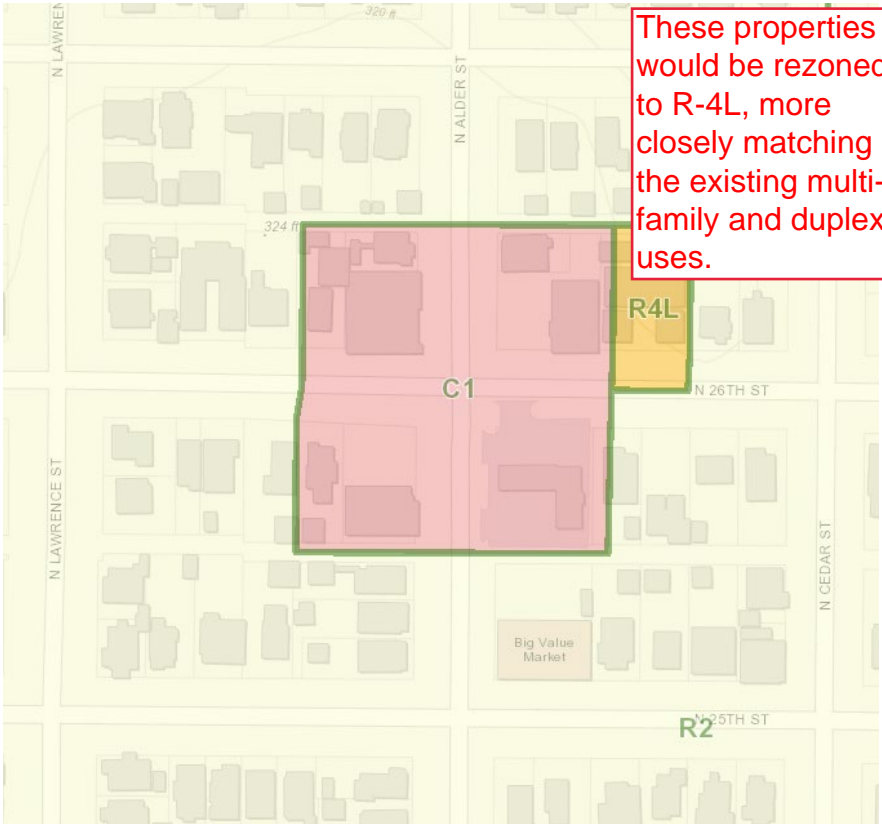 320 ft
N LAWREN
N ALDER ST
These properties
would be rezoned
to R-4L, more
closely matching
the existing multi-
family and duplex
uses.
324 ft
R4L
C1
N 26TH ST
N LAWRENCE ST
N CEDAR ST
Big Value
Market
N 25TH ST
R2